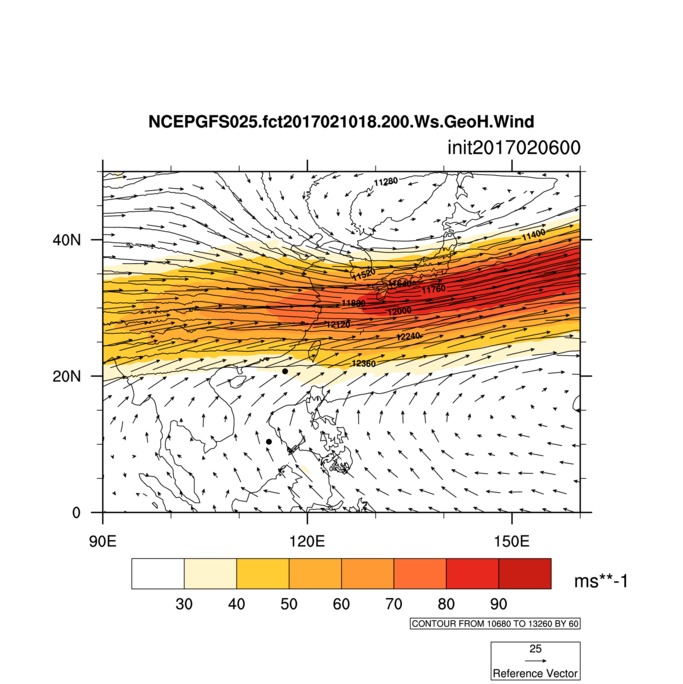 NCEPGFS025.fct2017021018.200.Ws.GeoH.Wind
init2017020600
11280
40N
11400
11520
11640
11760
11880
12000
12120
12240
12360
20N
0
90E 120E 150E
30 40 50 60 70 80 90
ms**-1
CONTOUR FROM 10680 TO 13260 BY 60
25
Reference Vector